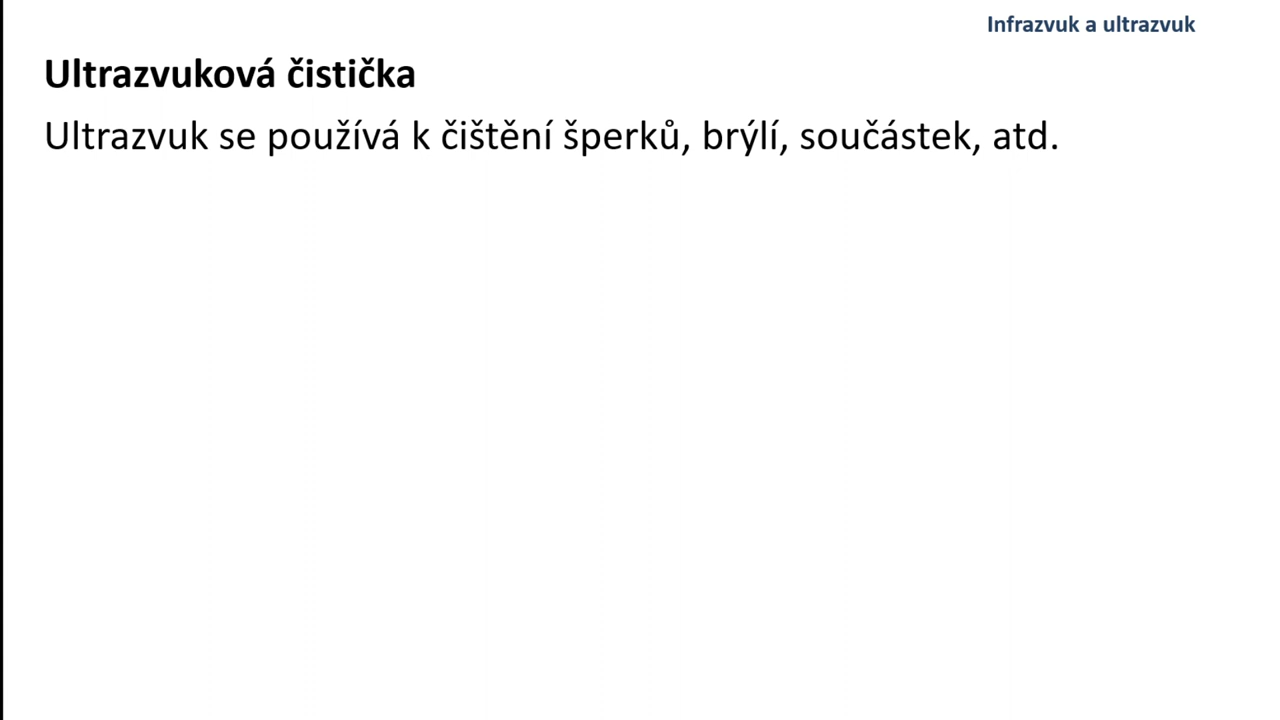 Infrazvuk a ultrazvuk
Ultrazvuková čistička
Ultrazvuk se používá k čištění šperků, brýlí, součástek, atd.